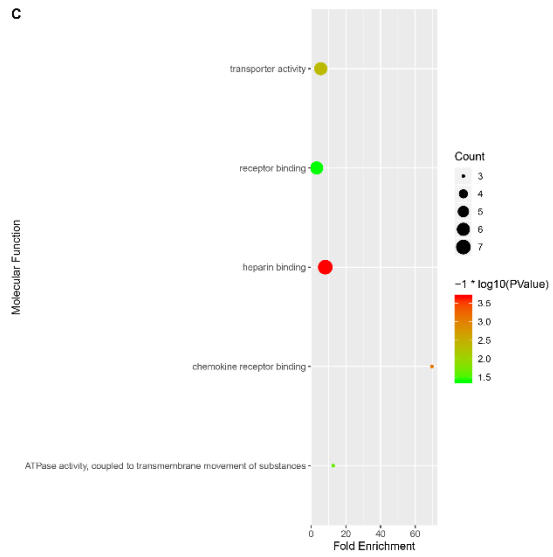 C
Molecular Function
transporter activity
receptor binding
heparin binding
chemokine receptor binding
ATPase activity, coupled to transmembrane movement of substances
0 20 40 60
Fold Enrichment
Count
3
4
5
6
7
−1 * log10(PValue)
3.5
3.0
2.5
2.0
1.5